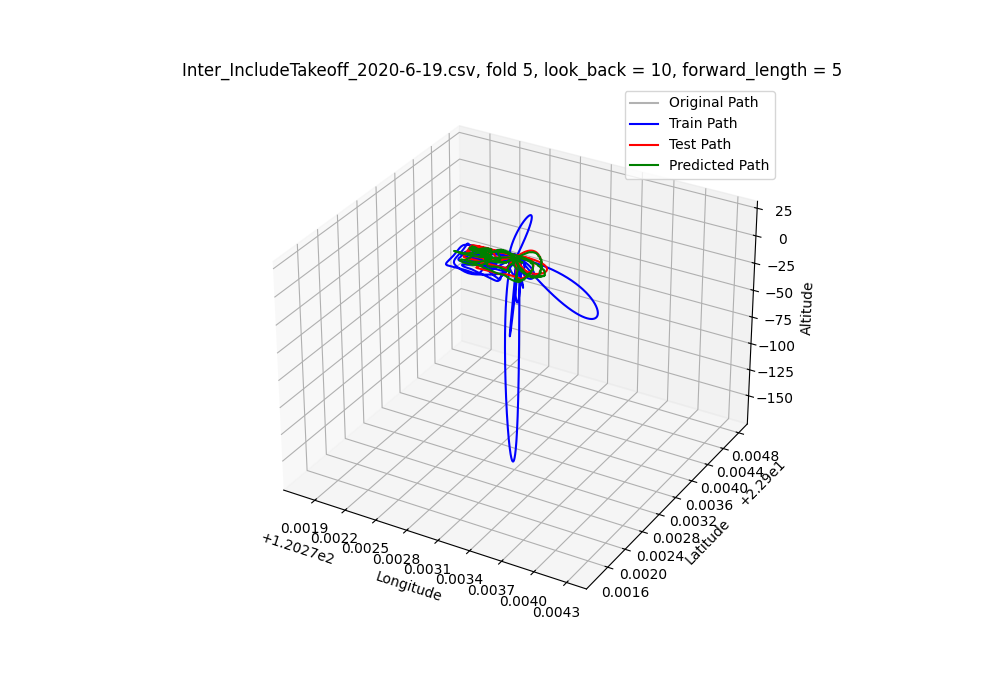 Inter_IncludeTakeoff_2020-6-19.csv, fold 5, look_back = 10, forward_length = 5
Original Path
Train Path
Test Path
Predicted Path
25
0
−25
−50
−75
−100
−125
−150
Altitude
0.0048
0.0044
0.0040
0.0036
0.0032
0.0028
0.0024
0.0020
0.0016
+2.29e1
Latitude
0.0019
0.0022
0.0025
0.0028
0.0031
0.0034
0.0037
0.0040
0.0043
+1.2027e2
Longitude